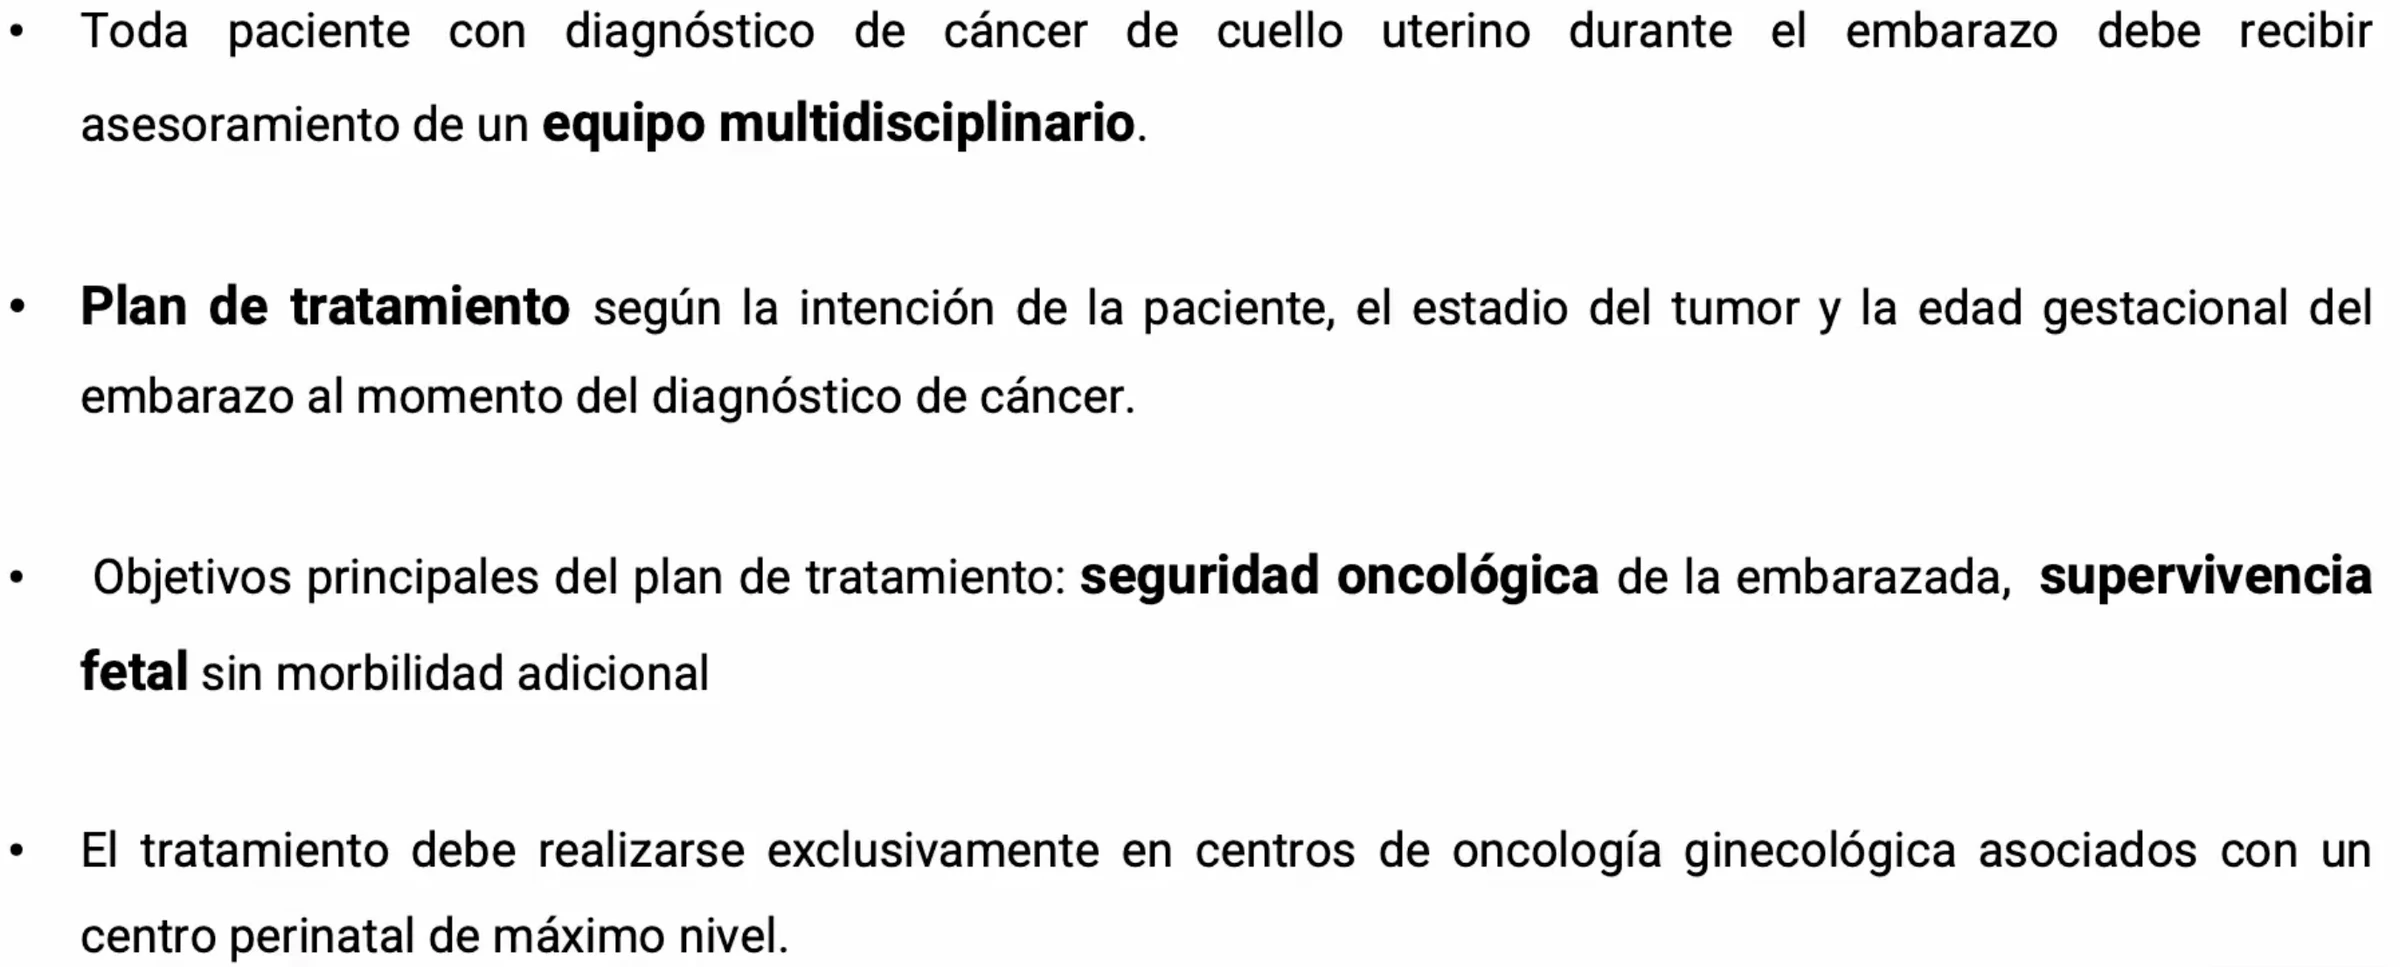 • Toda paciente con diagnóstico de cáncer de cuello uterino durante el embarazo debe recibir
asesoramiento de un equipo multidisciplinario.
• Plan de tratamiento según la intención de la paciente, el estadio del tumor y la edad gestacional del
embarazo al momento del diagnóstico de cáncer.
• Objetivos principales del plan de tratamiento: seguridad oncológica de la embarazada, supervivencia
fetal sin morbilidad adicional
• El tratamiento debe realizarse exclusivamente en centros de oncología ginecológica asociados con un
centro perinatal de máximo nivel.